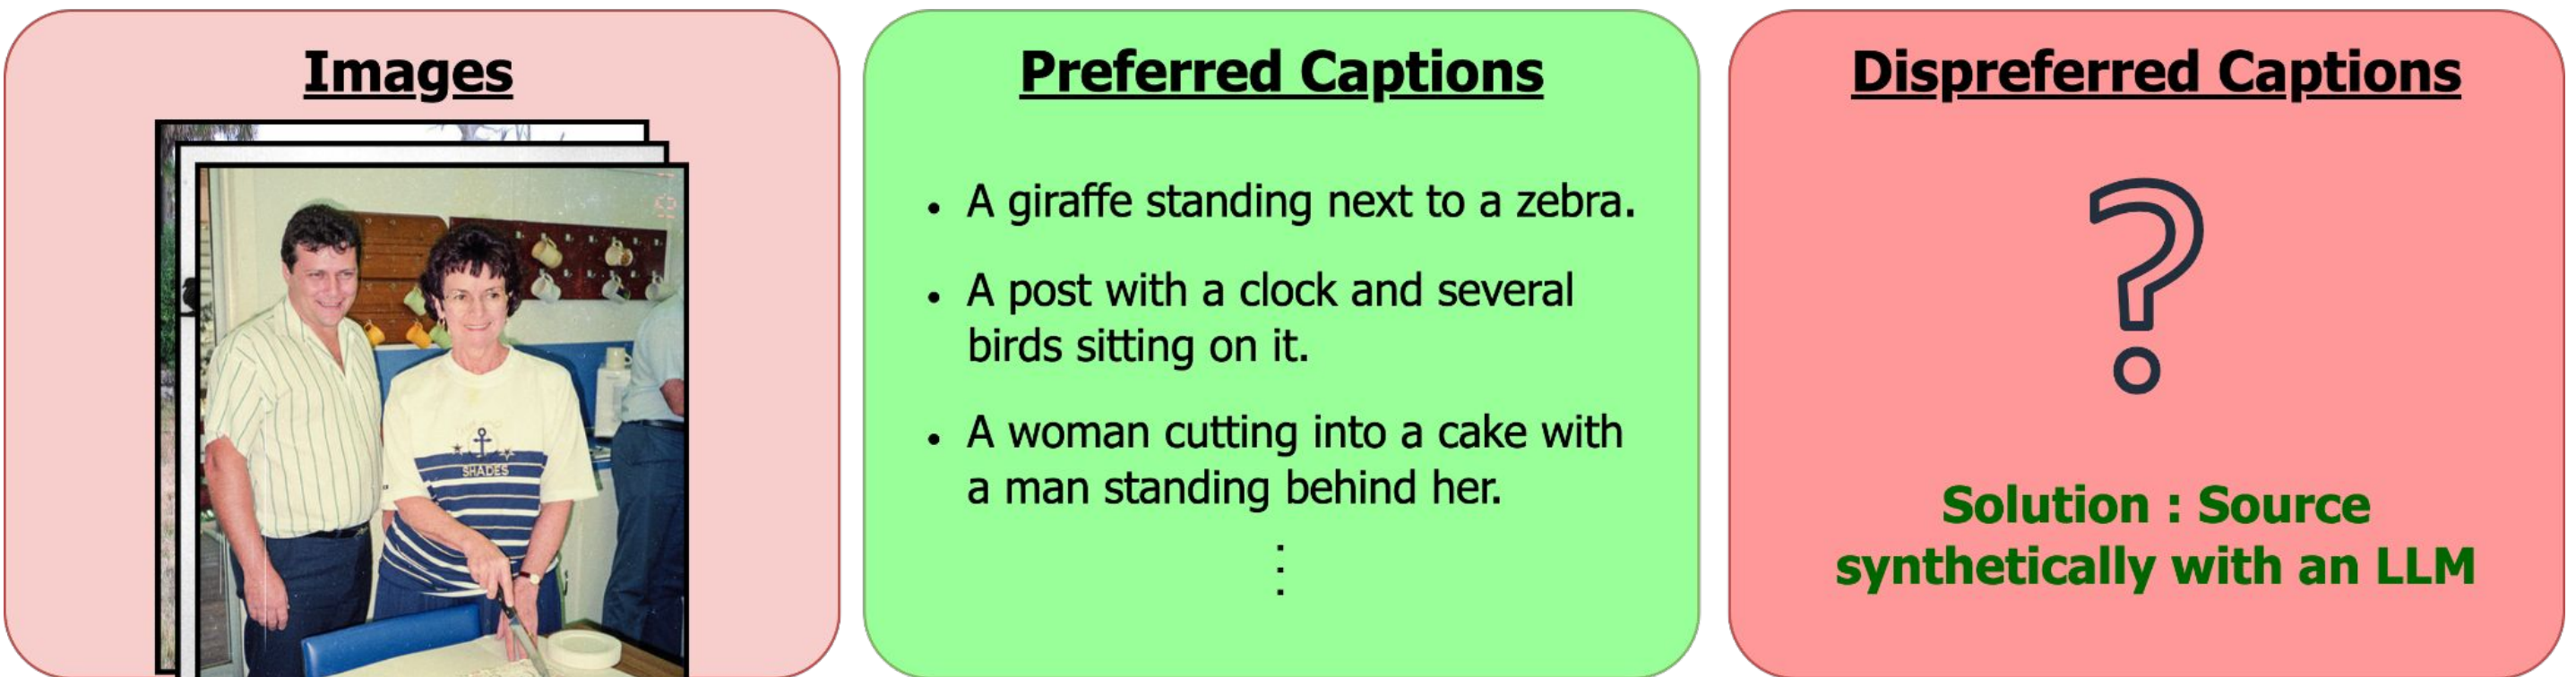 Images
SHADES
Preferred Captions
• A giraffe standing next to a zebra.
• A post with a clock and several
birds sitting on it.
• A woman cutting into a cake with
a man standing behind her.
⋮
Dispreferred Captions
?
Solution : Source
synthetically with an LLM